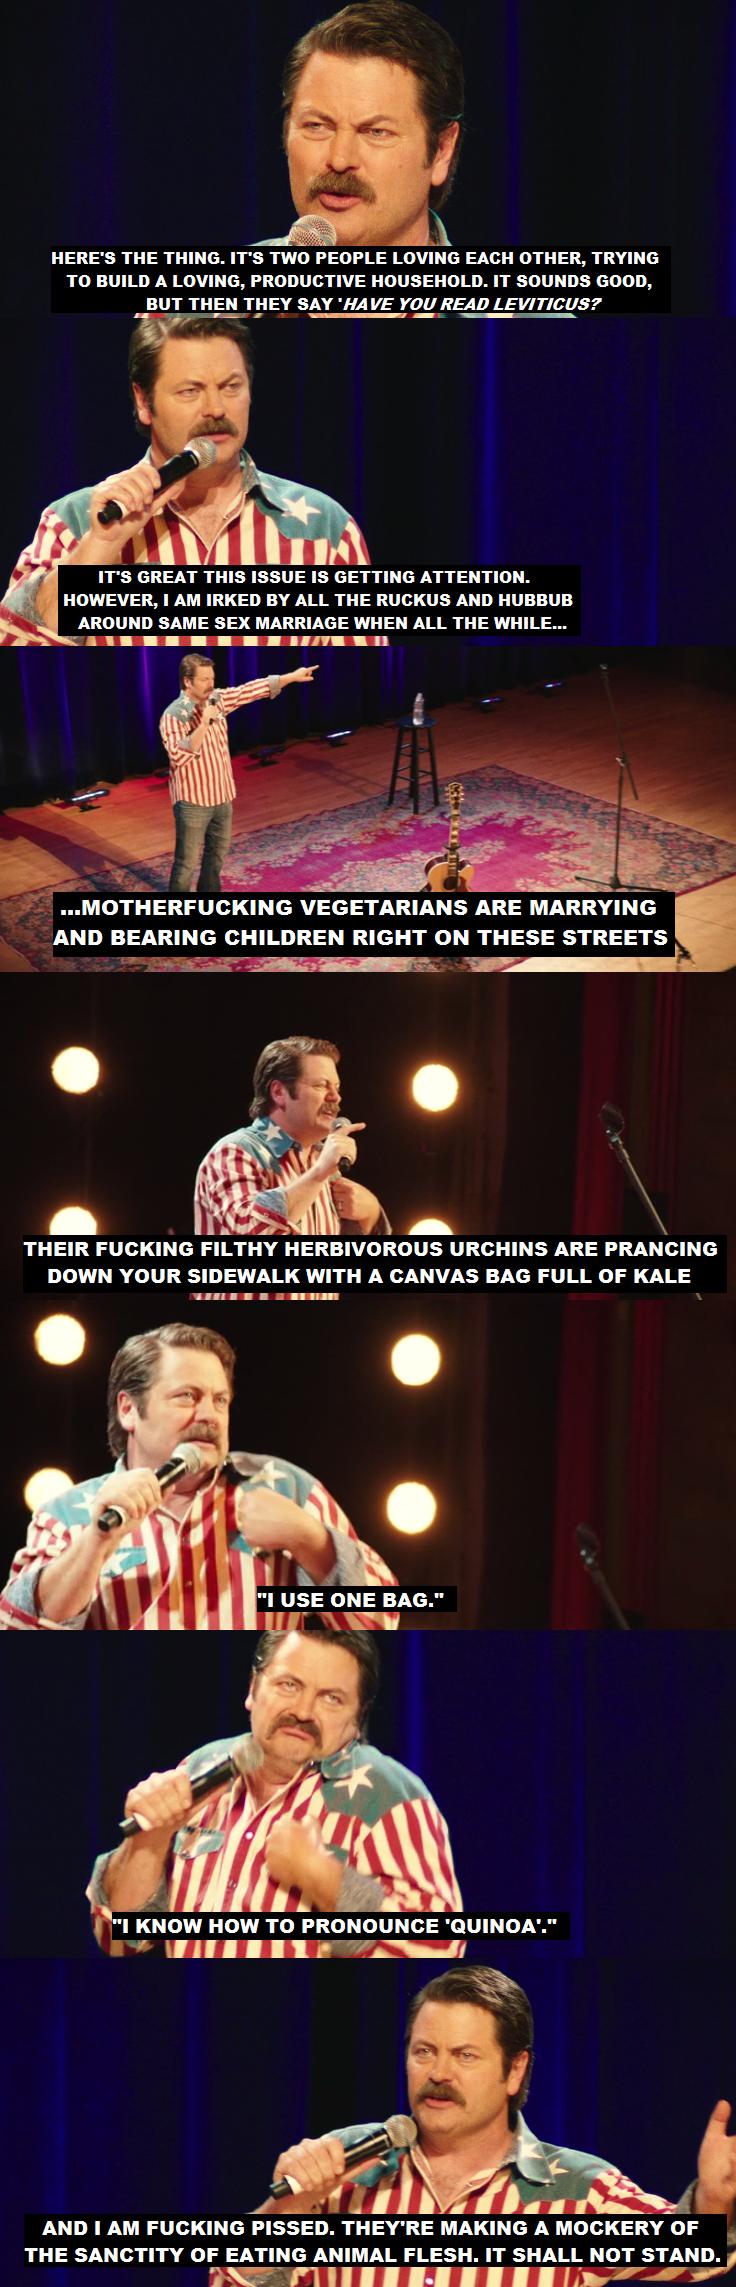 HERE'S THE THING. IT'S TWO PEOPLE LOVING EACH OTHER, TRYING
TO BUILD A LOVING, PRODUCTIVE HOUSEHOLD. IT SOUNDS GOOD,
BUT THEN THEY SAY 'HAVE YOU READ LEVITICUS?
IT'S GREAT THIS ISSUE IS GETTING ATTENTION.
HOWEVER, I AM IRKED BY ALL THE RUCKUS AND HUBBUB
AROUND SAME SEX MARRIAGE WHEN ALL THE WHILE...
...MOTHERFUCKING VEGETARIANS ARE MARRYING
AND BEARING CHILDREN RIGHT ON THESE STREETS
THEIR FUCKING FILTHY HERBIVOROUS URCHINS ARE PRANCING
DOWN YOUR SIDEWALK WITH A CANVAS BAG FULL OF KALE
"I USE ONE BAG."
"I KNOW HOW TO PRONOUNCE 'QUINOA'."
AND I AM FUCKING PISSED. THEY'RE MAKING A MOCKERY OF
THE SANCTITY OF EATING ANIMAL FLESH. IT SHALL NOT STAND.